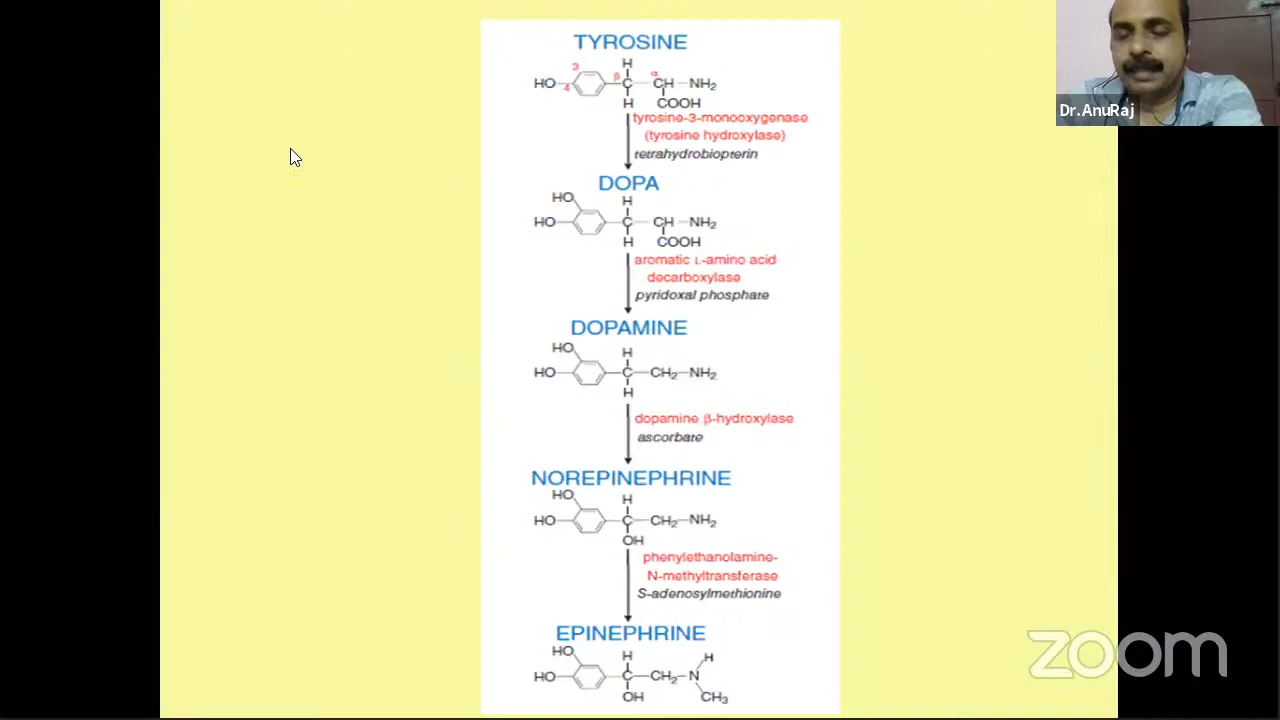 TYROSINE
H
3
β
α
HO
4
C
CH
NH₂
H
COOH
tyrosine-3-monooxygenase
(tyrosine hydroxylase)
tetrahydrobiopterin
DOPA
HO
H
HO
C
CH
NH₂
H
COOH
aromatic L-amino acid
decarboxylase
pyridoxal phosphate
DOPAMINE
HO
H
HO
C
CH₂
NH₂
H
dopamine β-hydroxylase
ascorbate
NOREPINEPHRINE
HO
H
HO
C
CH₂
NH₂
OH
phenylethanolamine-
N-methyltransferase
S-adenosylmethionine
EPINEPHRINE
HO
H
H
HO
C
CH₂
N
OH
CH₃
Dr.AnuRaj
zoom